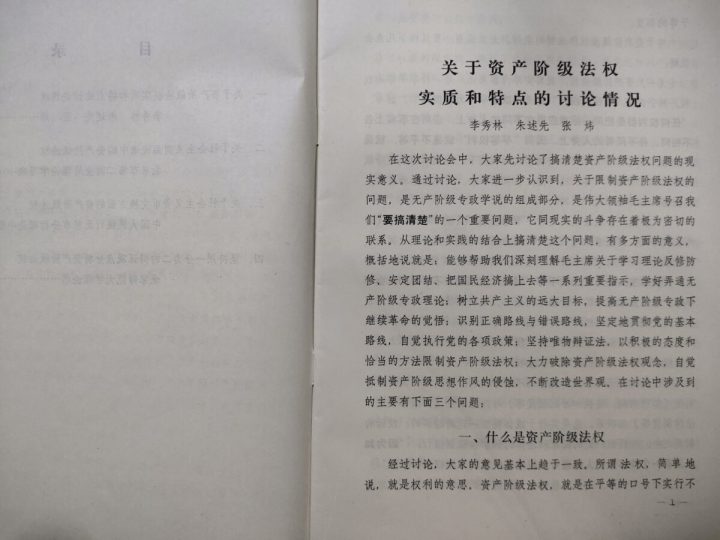 关于资产阶级法权
实质和特点的讨论情况
李秀林 朱述先 张 炜
在这次讨论会中，大家先讨论了搞清楚资产阶级法权问题的现
实意义。通过讨论，大家进一步认识到，关于限制资产阶级法权的
问题，是无产阶级专政学说的组成部分，是伟大领袖毛主席号召我
们“要搞清楚”的一个重要问题，它同现实的斗争存在着极为密切的
联系。从理论和实践的结合上搞清楚这个问题，有多方面的意义，
概括地说就是：能够帮助我们深刻理解毛主席关于学习理论反修防
修、安定团结、把国民经济搞上去等一系列重要指示，学好弄通无
产阶级专政理论；树立共产主义的远大目标，提高无产阶级专政下
继续革命的觉悟；识别正确路线与错误路线，坚定地贯彻党的基本
路线，自觉执行党的各项政策；坚持唯物辩证法，以积极的态度和
恰当的方法限制资产阶级法权；大力破除资产阶级法权观念，自觉
抵制资产阶级思想作风的侵蚀，不断改造世界观。在讨论中涉及到
的主要有下面三个问题：
一、什么是资产阶级法权
经过讨论，大家的意见基本上趋于一致。所谓法权，简单地
说，就是权利的意思。资产阶级法权，就是在平等的口号下实行不
— 1 —
目 录